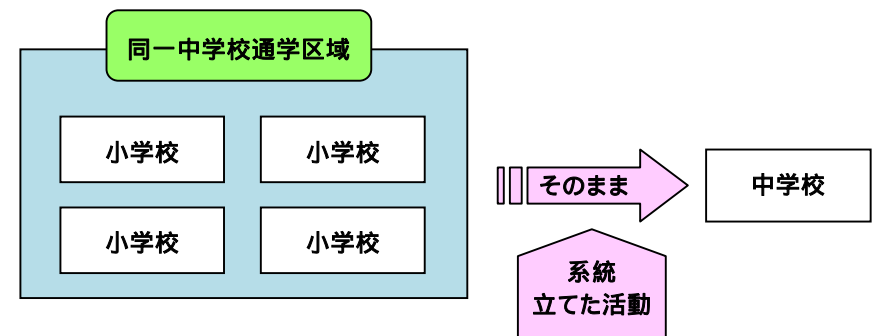 同一中学校通学区域
小学校
小学校
小学校
小学校
そのまま
中学校
系統
立てた活動